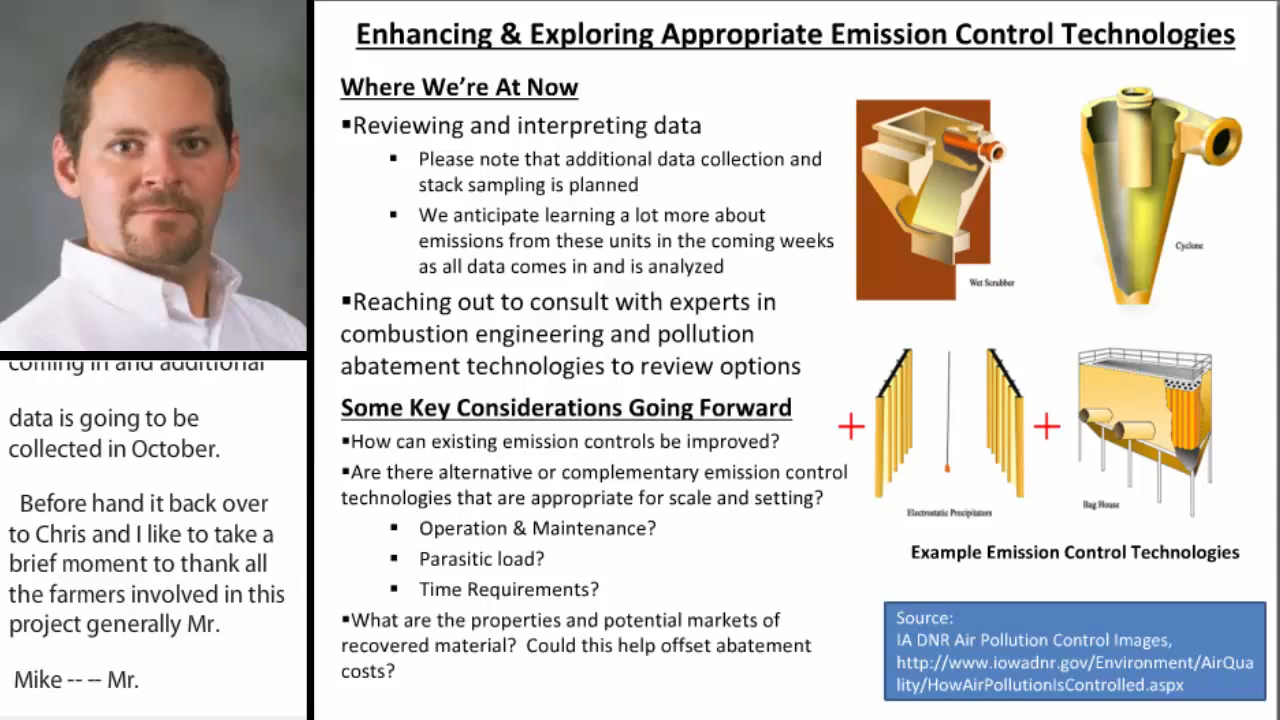 Enhancing & Exploring Appropriate Emission Control Technologies
Where We're At Now
▪Reviewing and interpreting data
▪ Please note that additional data collection and
stack sampling is planned
▪ We anticipate learning a lot more about
emissions from these units in the coming weeks
as all data comes in and is analyzed
▪Reaching out to consult with experts in
combustion engineering and pollution
abatement technologies to review options
Some Key Considerations Going Forward
▪How can existing emission controls be improved?
▪Are there alternative or complementary emission control
technologies that are appropriate for scale and setting?
▪ Operation & Maintenance?
▪ Parasitic load?
▪ Time Requirements?
▪What are the properties and potential markets of
recovered material? Could this help offset abatement
costs?
Wet Scrubber
Cyclone
+
+
Electrostatic Precipitators
Bag House
Example Emission Control Technologies
Source:
IA DNR Air Pollution Control Images,
http://www.iowadnr.gov/Environment/AirQua
lity/HowAirPollutionIsControlled.aspx
coming in and additional
data is going to be
collected in October.
Before hand it back over
to Chris and I like to take a
brief moment to thank all
the farmers involved in this
project generally Mr.
Mike -- -- Mr.